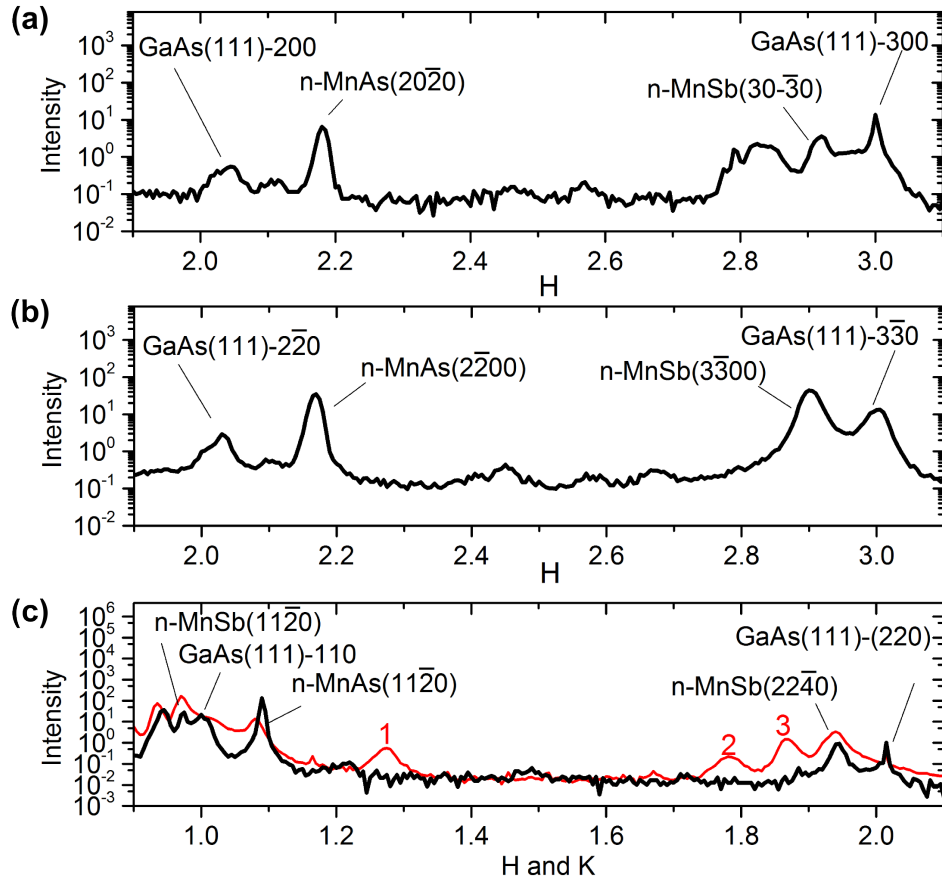 (a)
GaAs(111)-200
n-MnAs(202̅0)
n-MnSb(30-3̅0)
GaAs(111)-300
Intensity
10³
10²
10¹
10⁰
10⁻¹
10⁻²
2.0 2.2 2.4 2.6 2.8 3.0
H
(b)
GaAs(111)-22̅0
n-MnAs(22̅00)
n-MnSb(33̅00)
GaAs(111)-33̅0
Intensity
10³
10²
10¹
10⁰
10⁻¹
10⁻²
2.0 2.2 2.4 2.6 2.8 3.0
H
(c)
n-MnSb(112̅0)
GaAs(111)-110
n-MnAs(112̅0)
n-MnSb(224̅0)
GaAs(111)-(220)
1
2
3
Intensity
10⁶
10⁵
10⁴
10³
10²
10¹
10⁰
10⁻¹
10⁻²
10⁻³
1.0 1.2 1.4 1.6 1.8 2.0
H and K